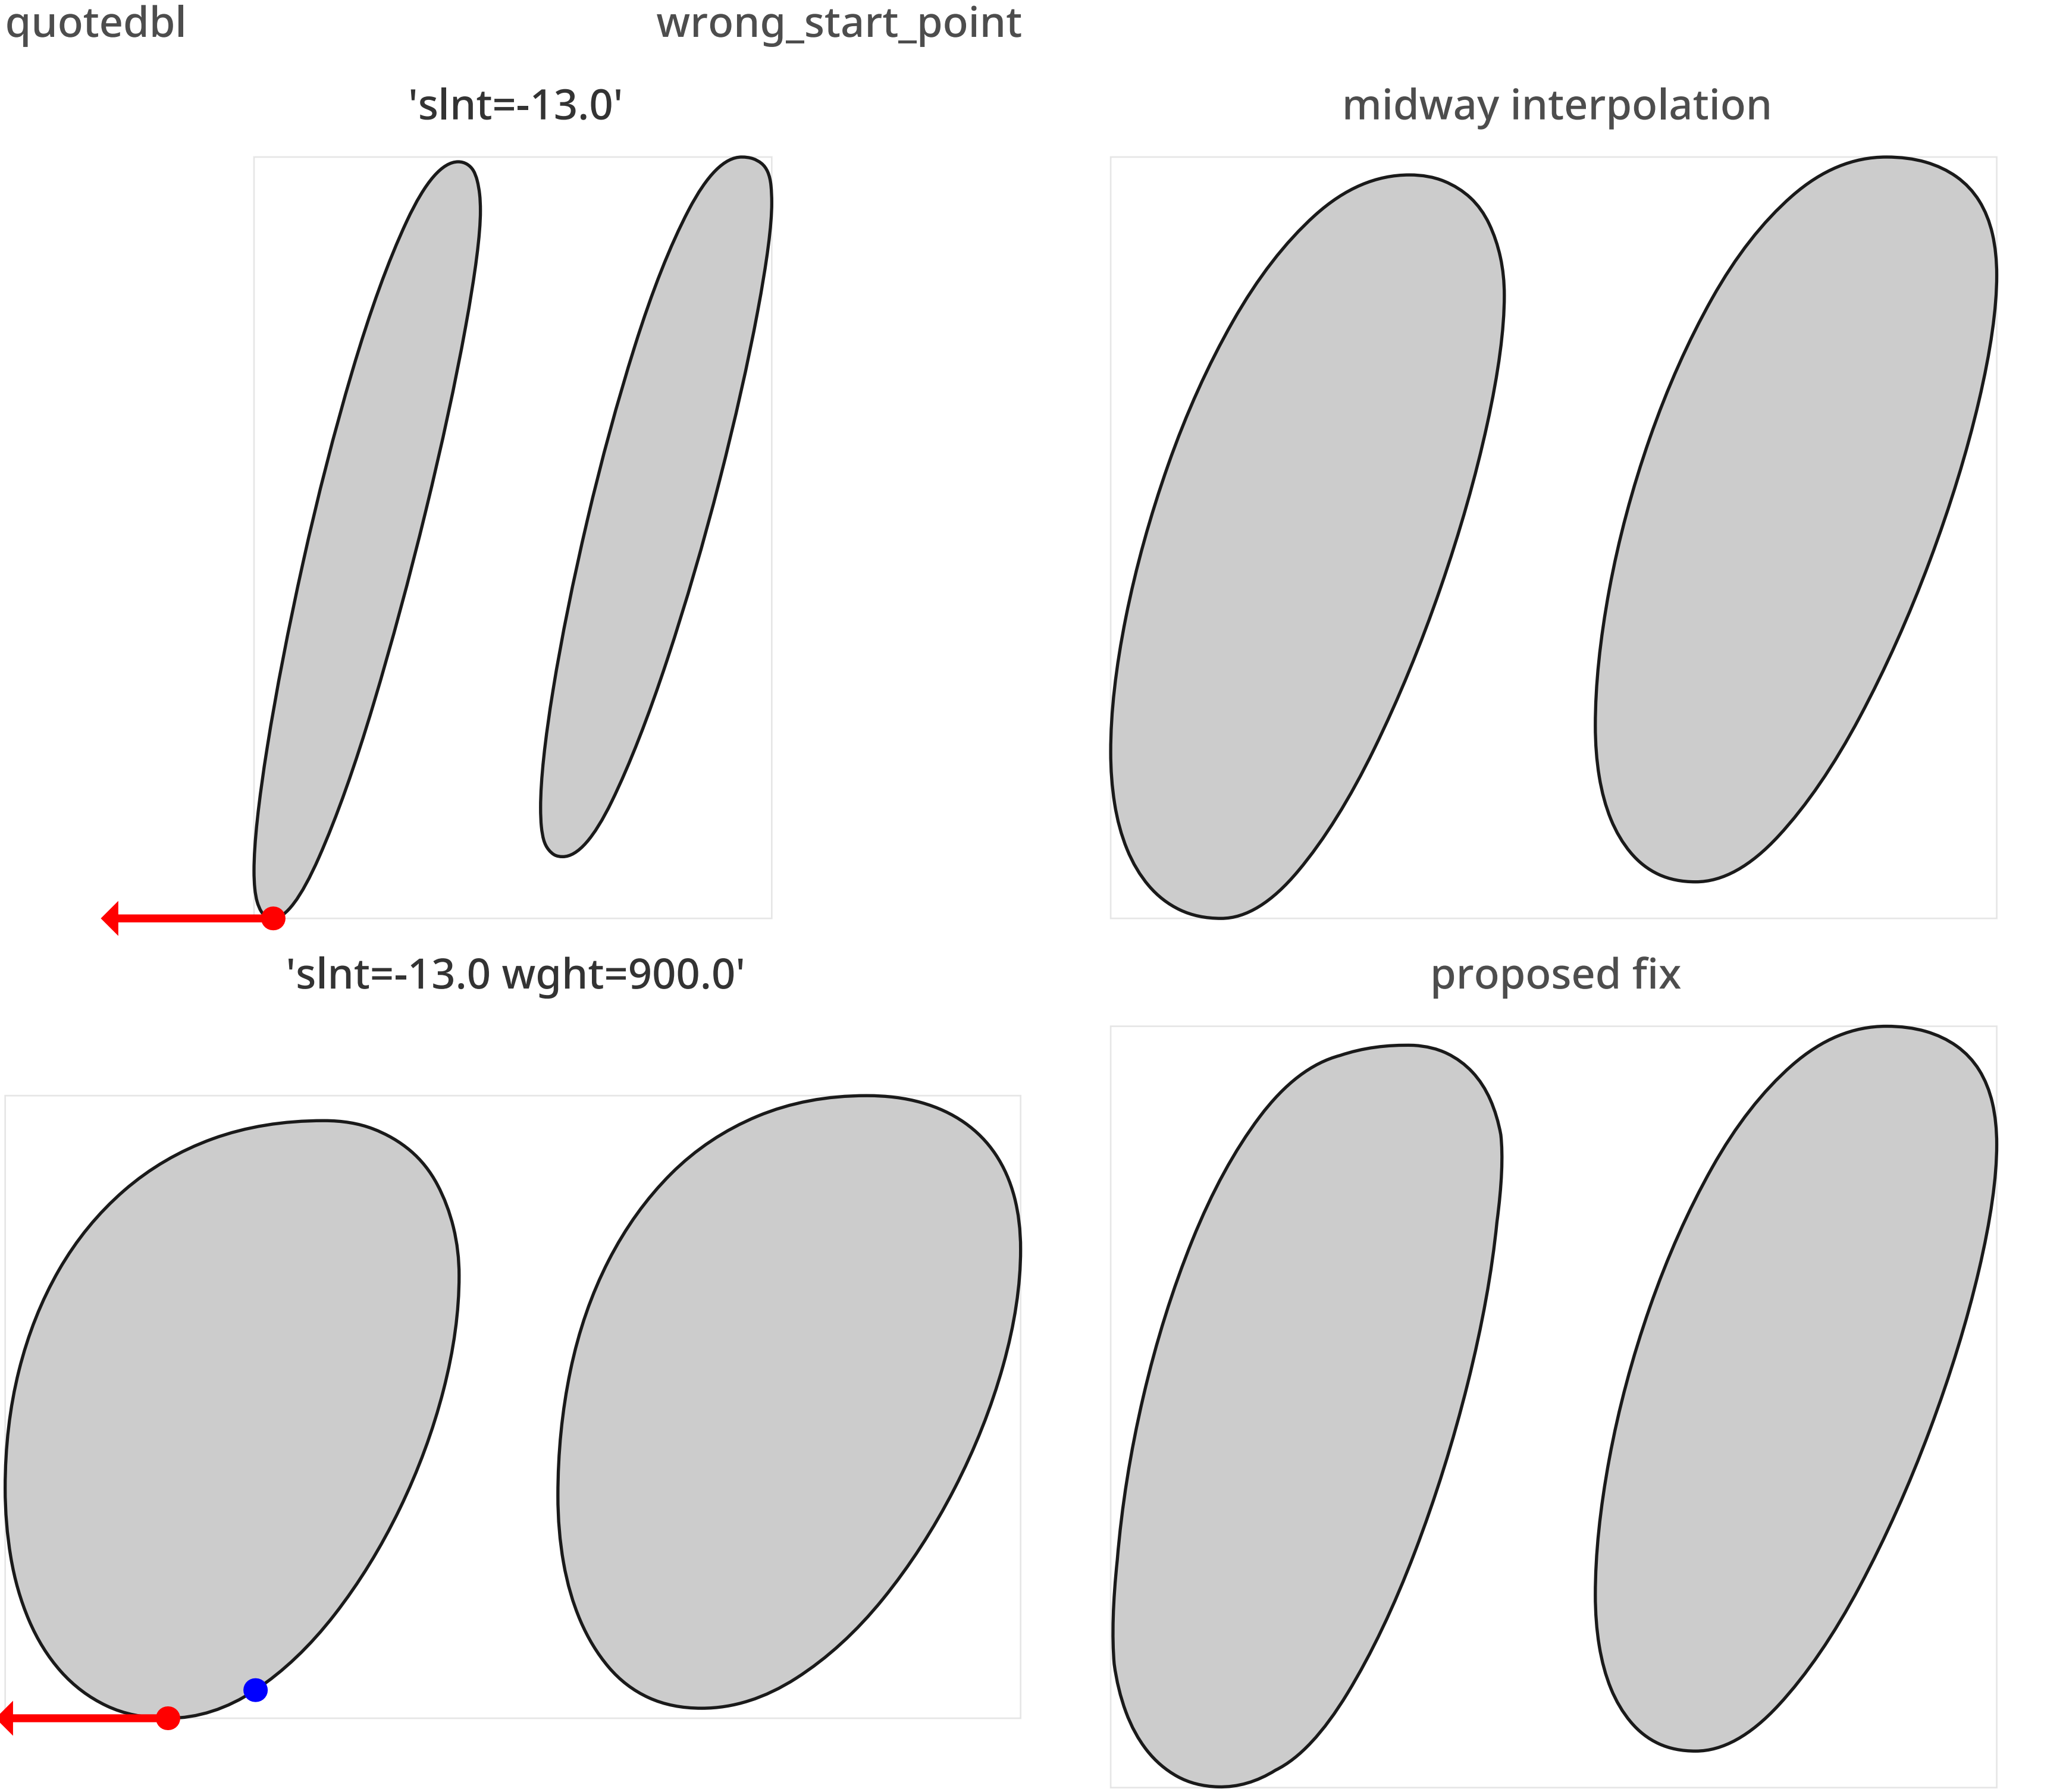 quotedbl wrong_start_point
'slnt=-13.0' midway interpolation
'slnt=-13.0 wght=900.0' proposed fix